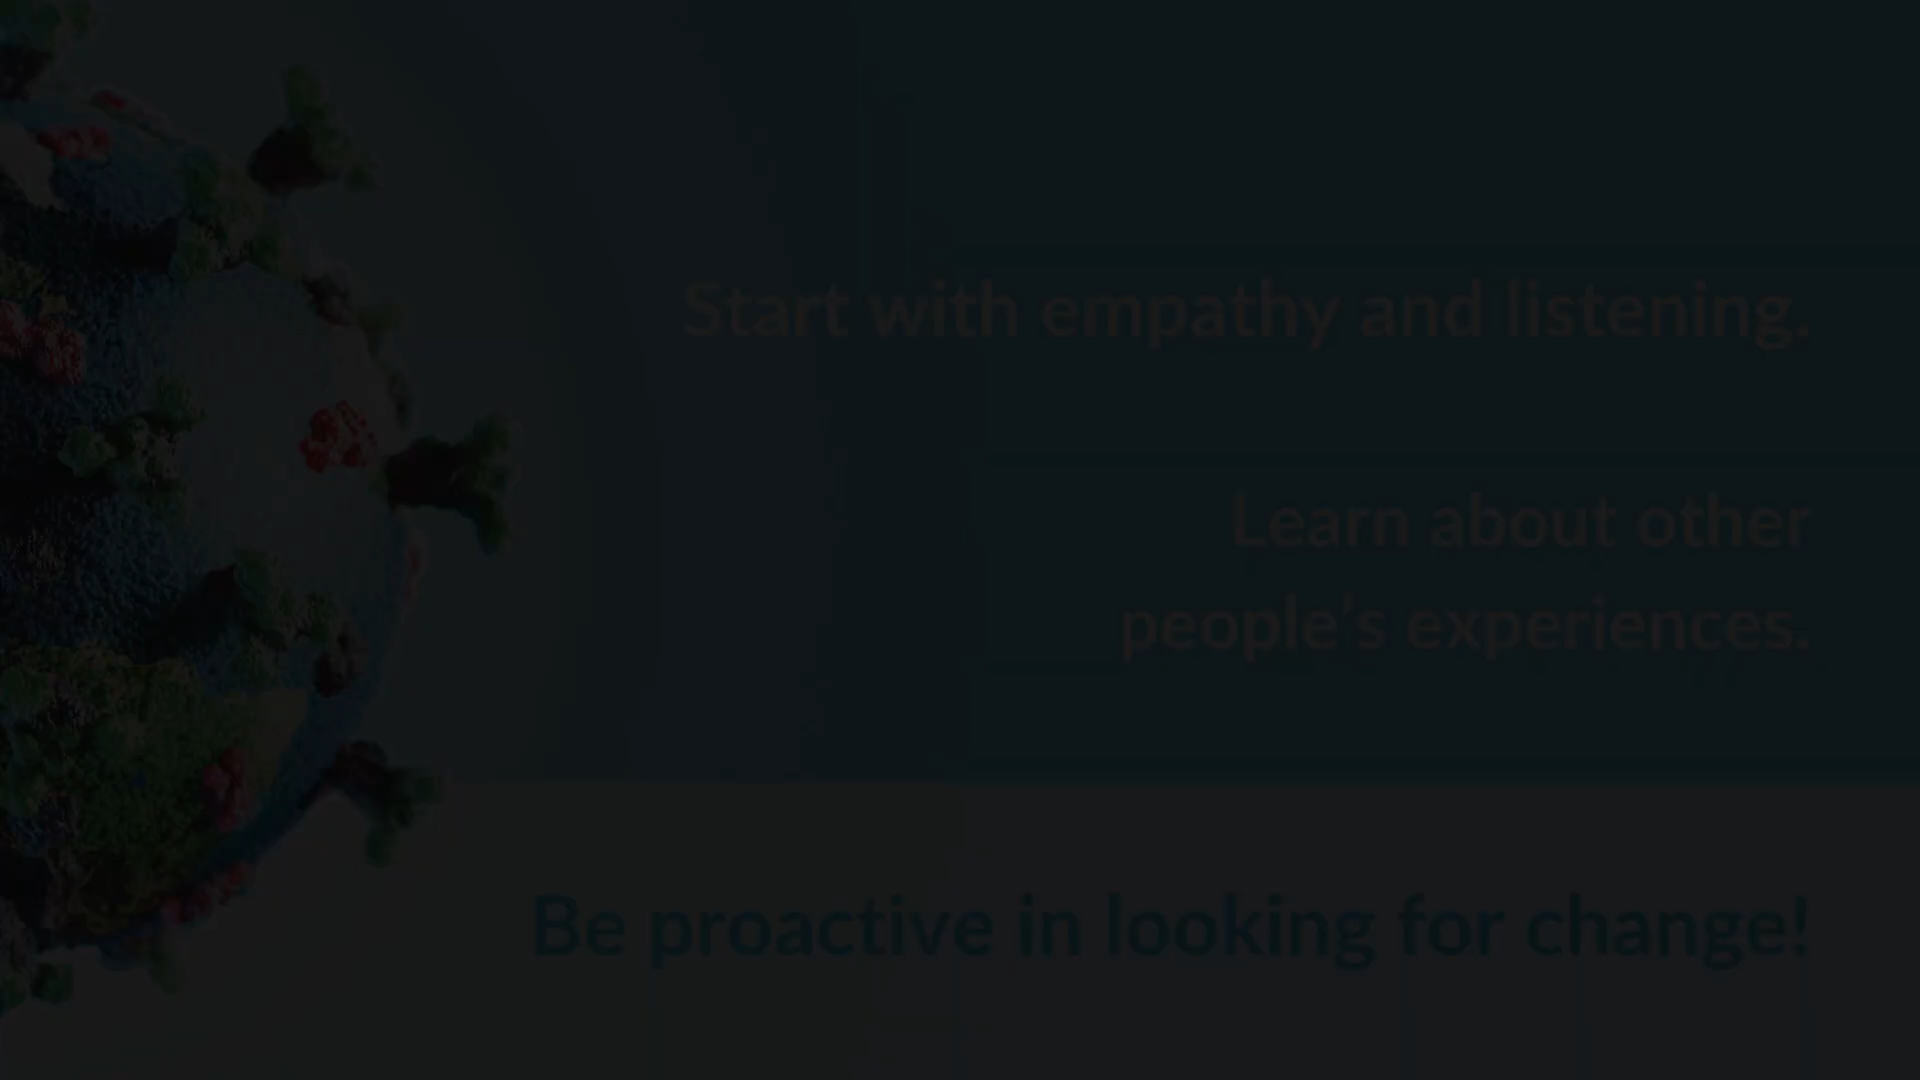 Start with empathy and listening.
Learn about other
people's experiences.
Be proactive in looking for change!